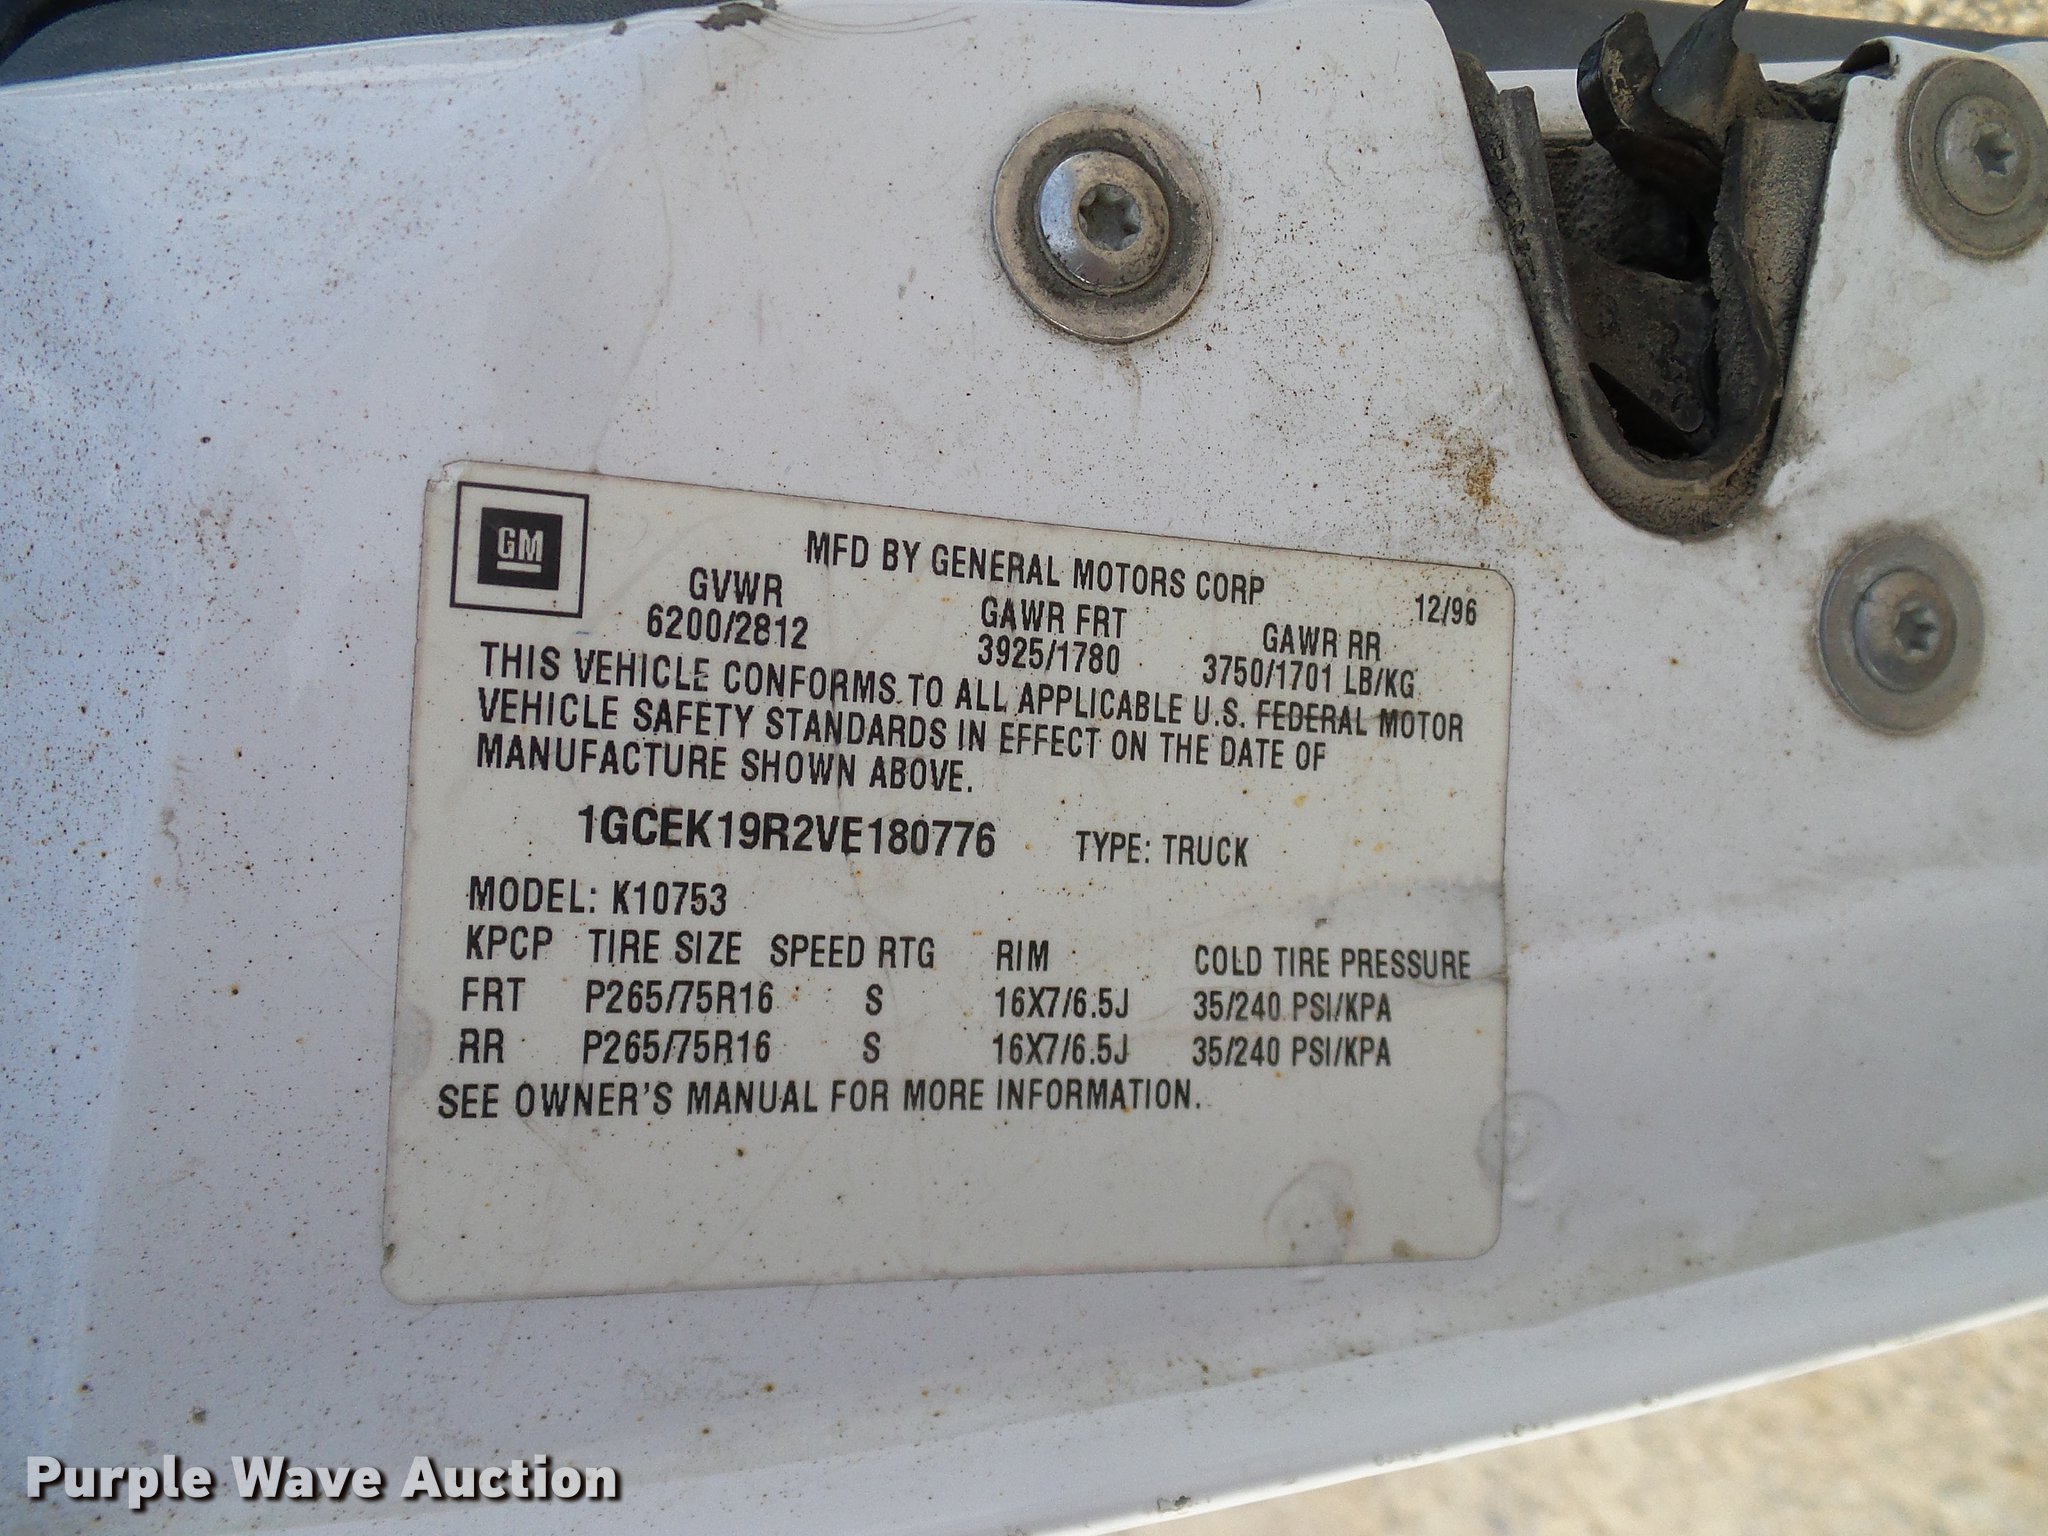 GM
MFD BY GENERAL MOTORS CORP
12/96
GVWR GAWR FRT GAWR RR
6200/2812 3925/1780 3750/1701 LB/KG
THIS VEHICLE CONFORMS TO ALL APPLICABLE U.S. FEDERAL MOTOR
VEHICLE SAFETY STANDARDS IN EFFECT ON THE DATE OF
MANUFACTURE SHOWN ABOVE.
1GCEK19R2VE180776 TYPE: TRUCK
MODEL: K10753
KPCP TIRE SIZE SPEED RTG RIM COLD TIRE PRESSURE
FRT P265/75R16 S 16X7/6.5J 35/240 PSI/KPA
RR P265/75R16 S 16X7/6.5J 35/240 PSI/KPA
SEE OWNER'S MANUAL FOR MORE INFORMATION.
Purple Wave Auction